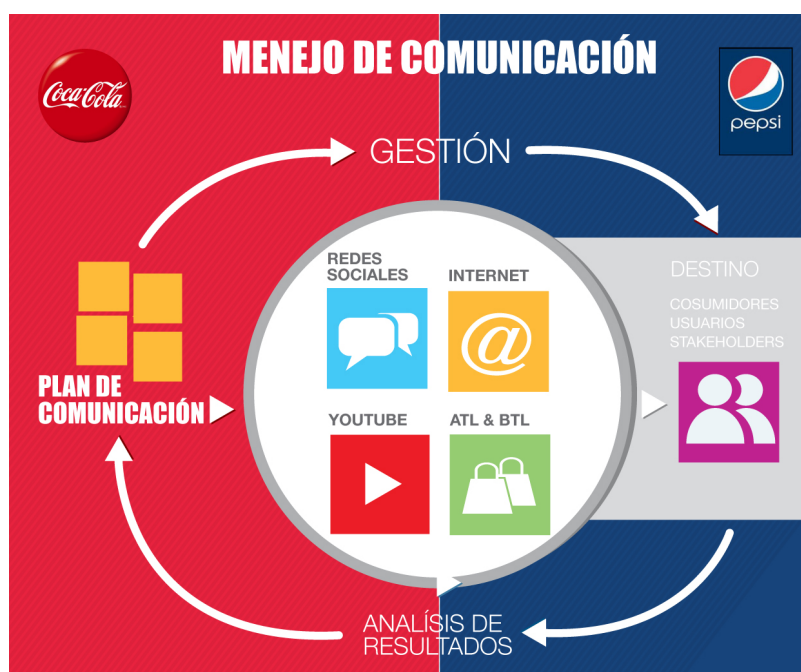 MENEJO DE COMUNICACIÓN
Coca-Cola
pepsi
GESTIÓN
REDES
SOCIALES
INTERNET
DESTINO
COSUMIDORES
USUARIOS
STAKEHOLDERS
@
PLAN DE
COMUNICACIÓN
YOUTUBE
ATL & BTL
ANALÍSIS DE
RESULTADOS